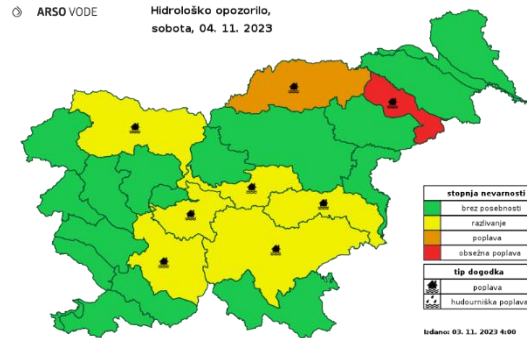 ARSO VODE
Hidrološko opozorilo,
sobota, 04. 11. 2023
stopnja nevarnosti
brez posebnosti
razlivanje
poplava
obsežna poplava
tip dogodka
poplava
hudourniška poplava
Izdano: 03. 11. 2023 4:00